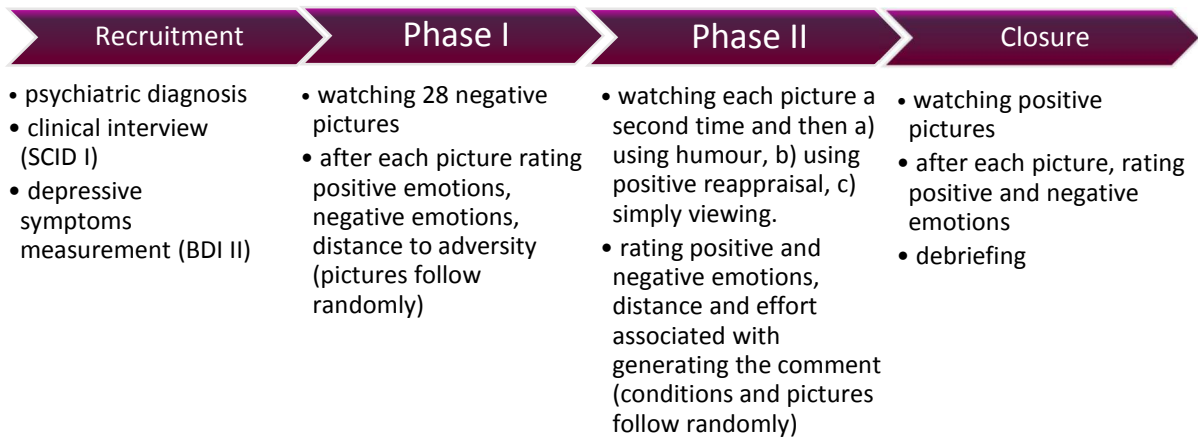 Recruitment
• psychiatric diagnosis
• clinical interview
(SCID I)
• depressive
symptoms
measurement (BDI II)
Phase I
• watching 28 negative
pictures
• after each picture rating
positive emotions,
negative emotions,
distance to adversity
(pictures follow
randomly)
Phase II
• watching each picture a
second time and then a)
using humour, b) using
positive reappraisal, c)
simply viewing.
• rating positive and
negative emotions,
distance and effort
associated with
generating the comment
(conditions and pictures
follow randomly)
Closure
• watching positive
pictures
• after each picture, rating
positive and negative
emotions
• debriefing